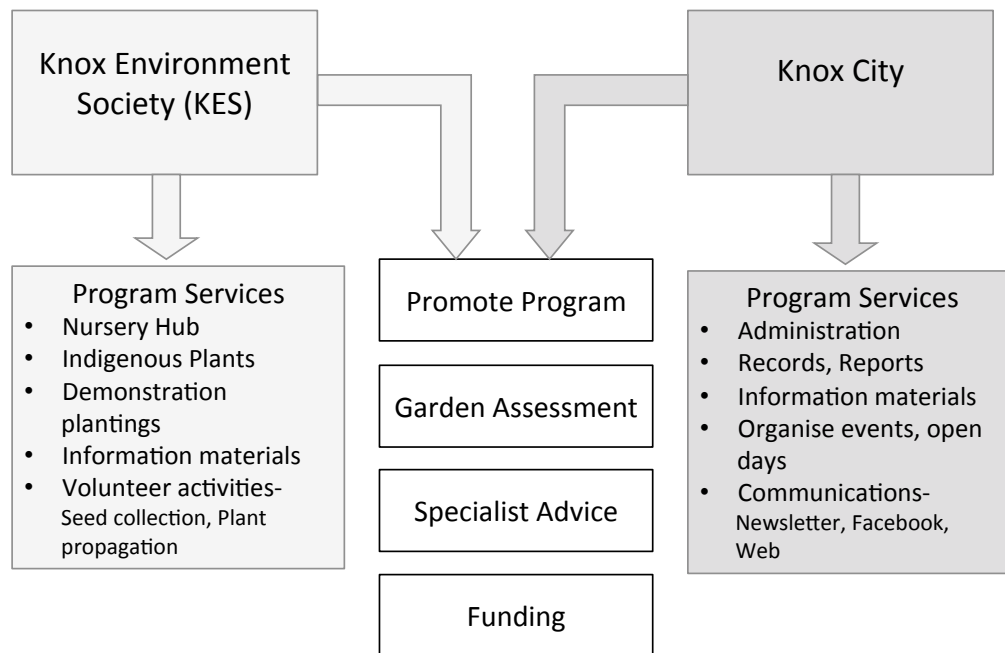 Knox Environment
Society (KES)
Knox City
Program Services
• Nursery Hub
• Indigenous Plants
• Demonstration
plantings
• Information materials
• Volunteer activities-
Seed collection, Plant
propagation
Promote Program
Garden Assessment
Specialist Advice
Funding
Program Services
• Administration
• Records, Reports
• Information materials
• Organise events, open
days
• Communications-
Newsletter, Facebook,
Web